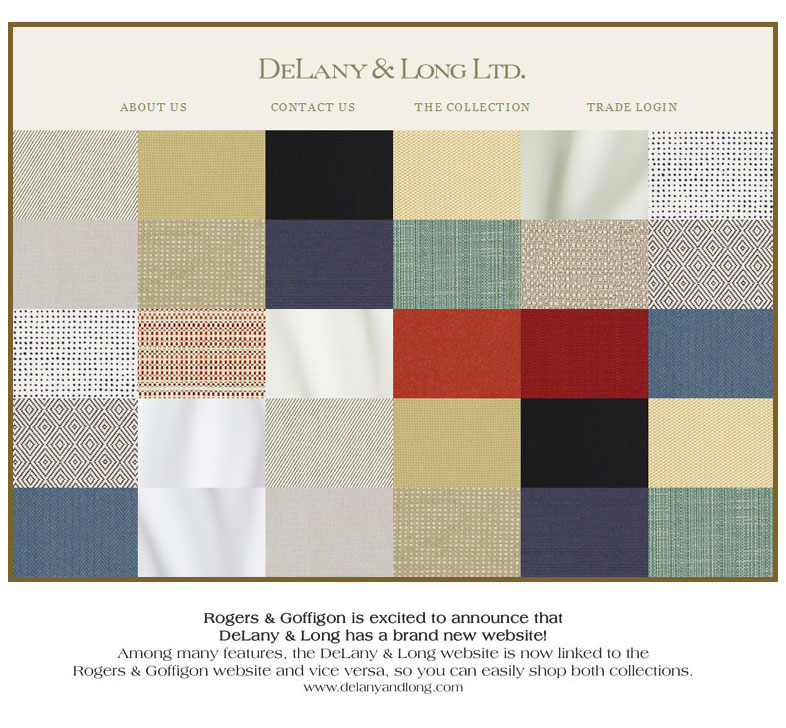 DELANY & LONG LTD.
ABOUT US CONTACT US THE COLLECTION TRADE LOGIN
Rogers & Goffigon is excited to announce that
DeLany & Long has a brand new website!
Among many features, the DeLany & Long website is now linked to the
Rogers & Goffigon website and vice versa, so you can easily shop both collections.
www.delanyandlong.com